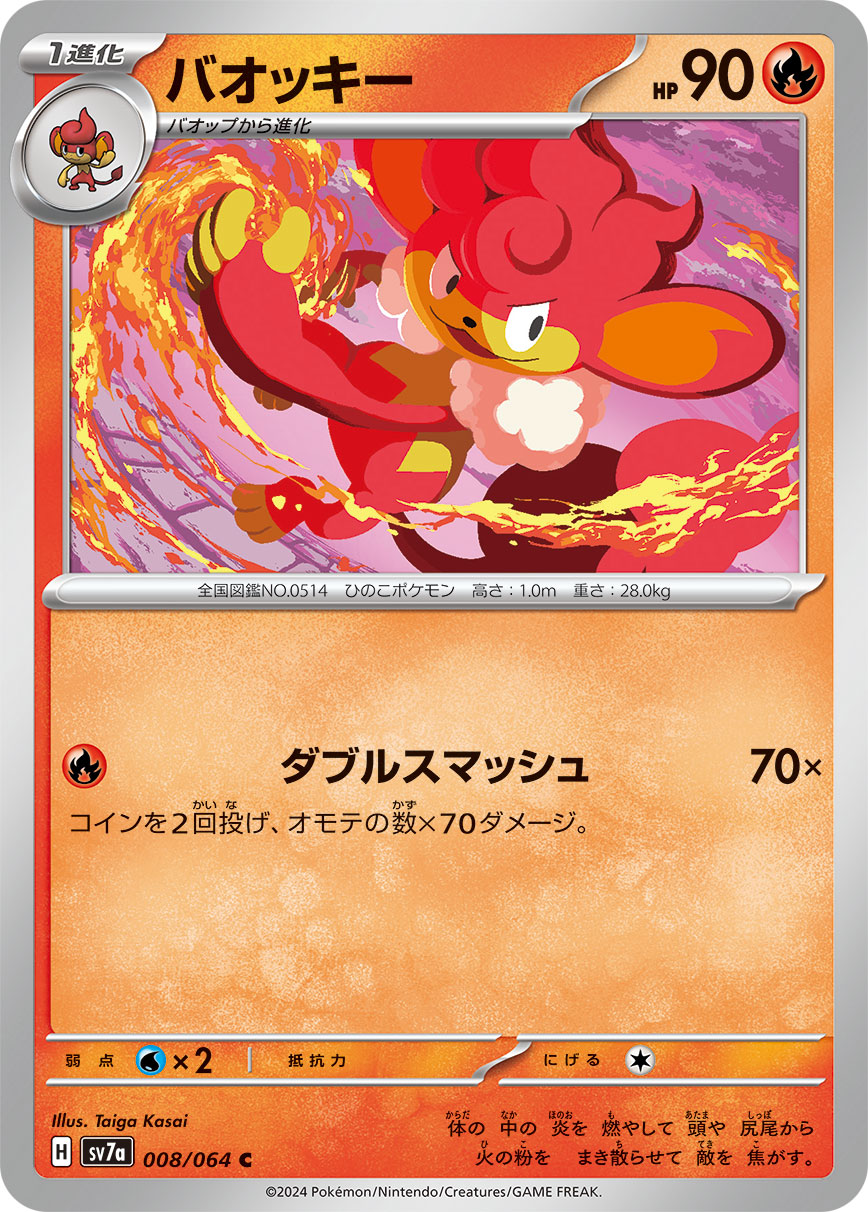 1進化
バオッキー
HP 90
バオップから進化
全国図鑑NO.0514 ひのこポケモン 高さ:1.0m 重さ:28.0kg
ダブルスマッシュ 70×
コインを2回投げ、オモテの数×70ダメージ。
弱点 ×2 抵抗力 にげる
Illus. Taiga Kasai
体の 中の 炎を 燃やして 頭や 尻尾から
火の粉を まき散らせて 敵を 焦がす。
H sv7a 008/064 C
©2024 Pokémon/Nintendo/Creatures/GAME FREAK.